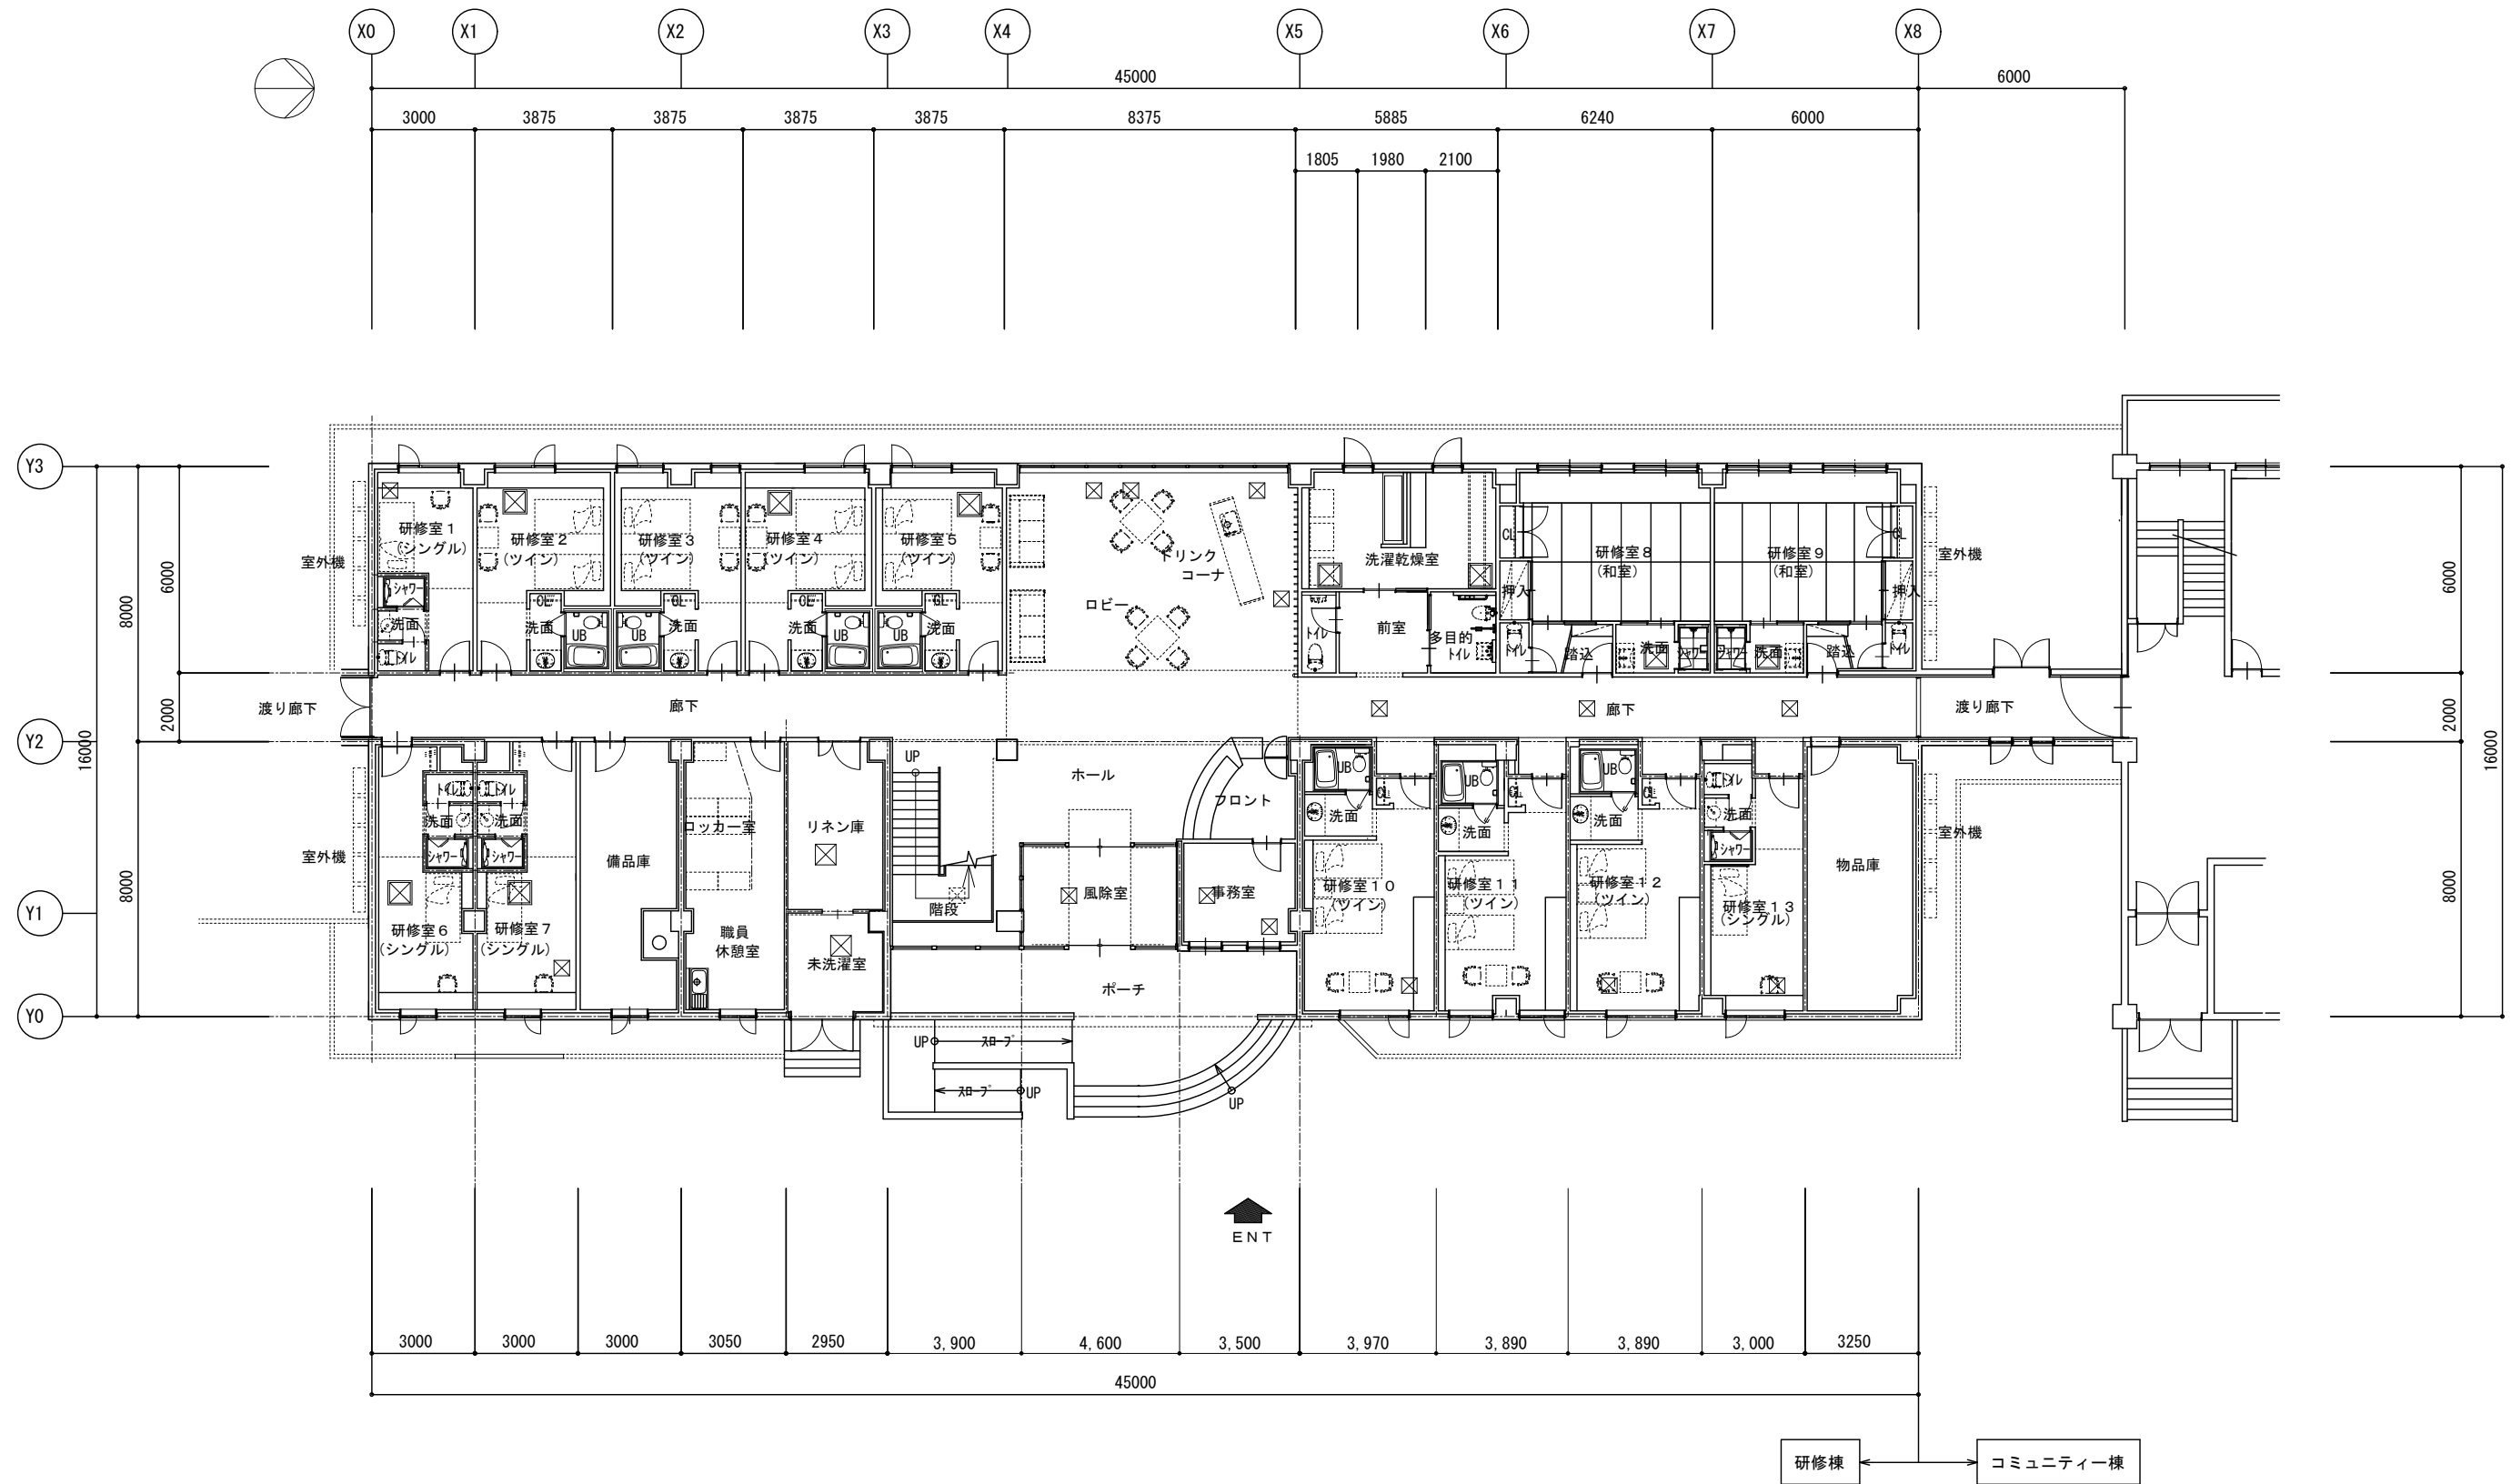 X0 X1 X2 X3 X4 X5 X6 X7 X8
45000 6000
3000 3875 3875 3875 3875 8375 5885 6240 6000
1805 1980 2100
Y3
Y2
Y1
Y0
16000
8000
8000
6000
2000
6000
2000
8000
16000
室外機
研修室1
(シングル)
シャワー
洗面
トイレ
研修室2
(ツイン)
CL
洗面
UB
研修室3
(ツイン)
CL
UB
洗面
研修室4
(ツイン)
CL
洗面
UB
研修室5
(ツイン)
CL
UB
洗面
ロビー
ドリンク
コーナ
洗濯乾燥室
トイレ
前室
多目的
トイレ
CL
研修室8
(和室)
押入
トイレ
踏込
洗面
シャワー
研修室9
(和室)
CL
押入
シャワー
洗面
踏込
トイレ
室外機
渡り廊下
廊下
廊下
渡り廊下
室外機
トイレ
洗面
シャワー
研修室6
(シングル)
トイレ
洗面
シャワー
研修室7
(シングル)
備品庫
ロッカー室
職員
休憩室
リネン庫
未洗濯室
UP
階段
ホール
フロント
風除室
事務室
ポーチ
UB
洗面
CL
研修室10
(ツイン)
UB
洗面
CL
研修室11
(ツイン)
UB
洗面
CL
研修室12
(ツイン)
トイレ
洗面
シャワー
研修室13
(シングル)
物品庫
室外機
UP スロープ
スロープ UP
UP
ENT
3000 3000 3000 3050 2950 3,900 4,600 3,500 3,970 3,890 3,890 3,000 3250
45000
研修棟 コミュニティー棟